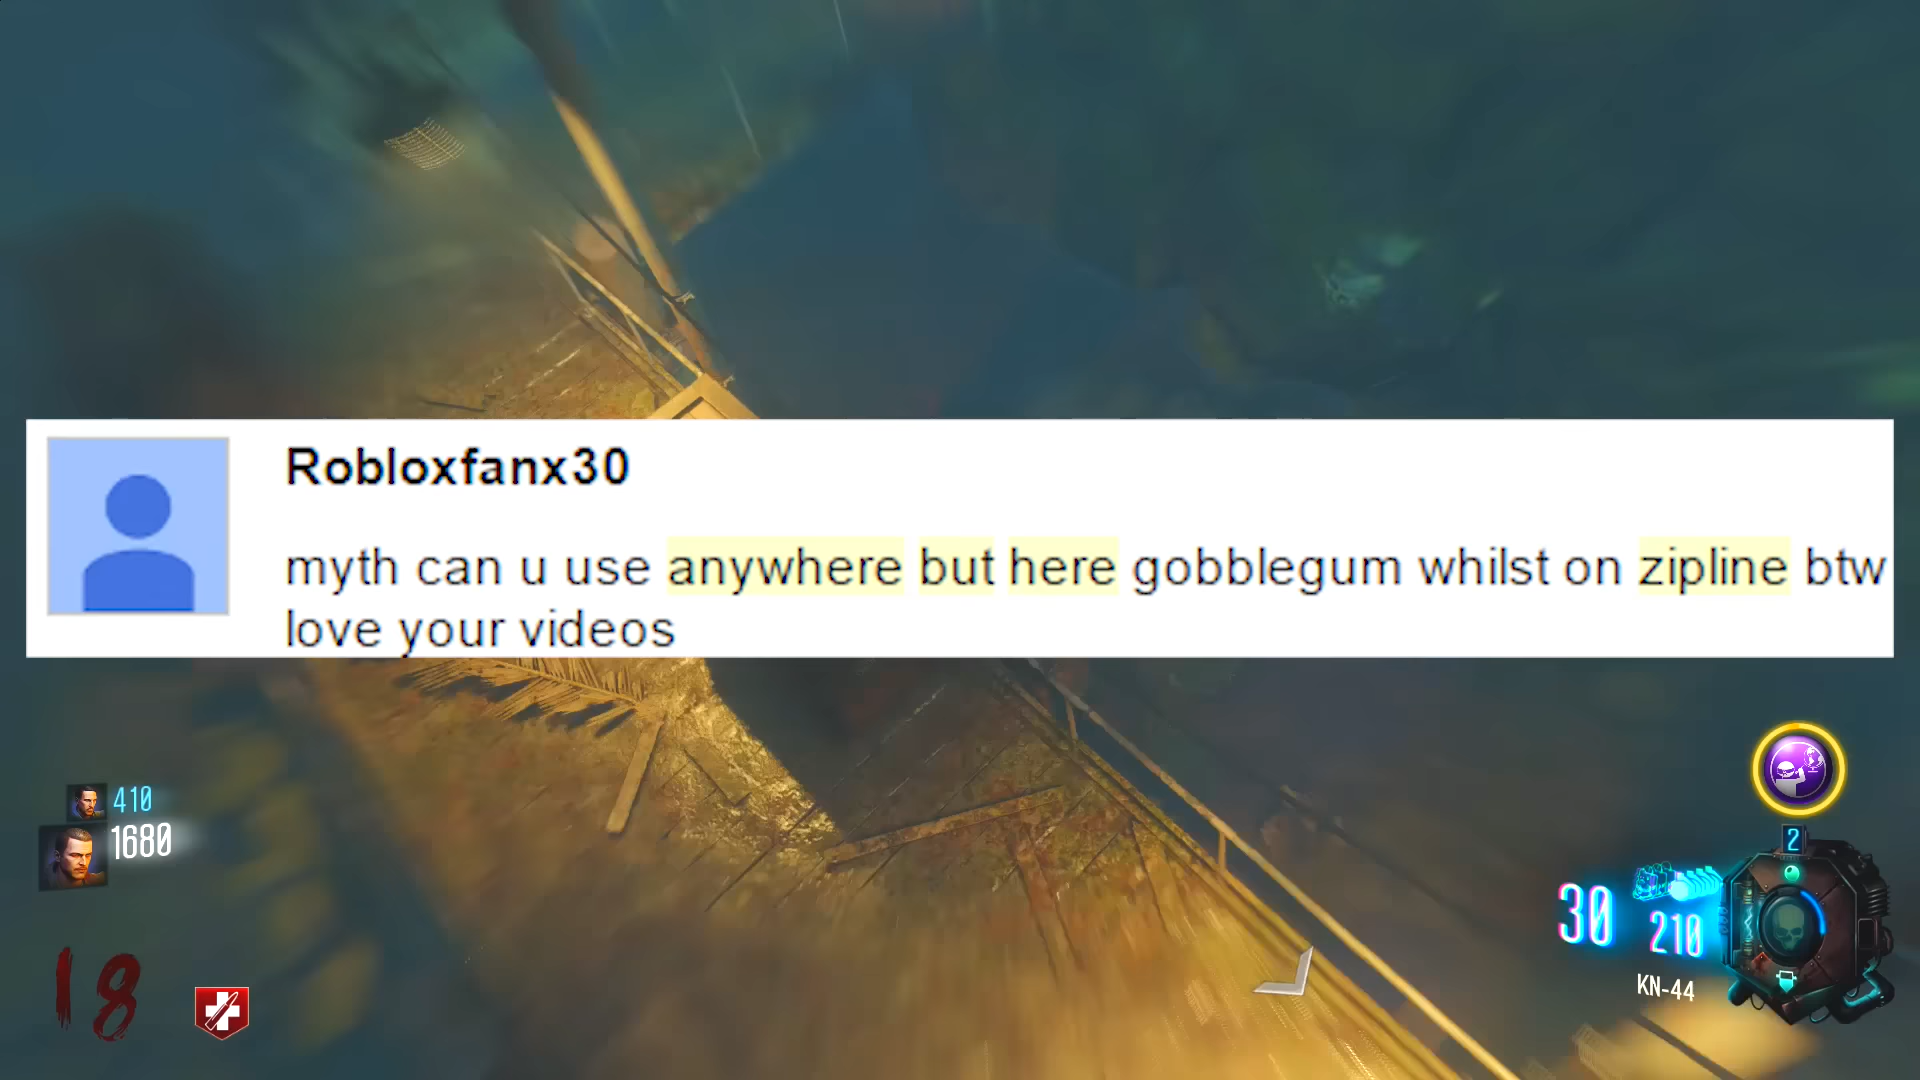 Robloxfanx30
myth can u use anywhere but here gobblegum whilst on zipline btw
love your videos
410
1680
2
30
210
KN-44
18